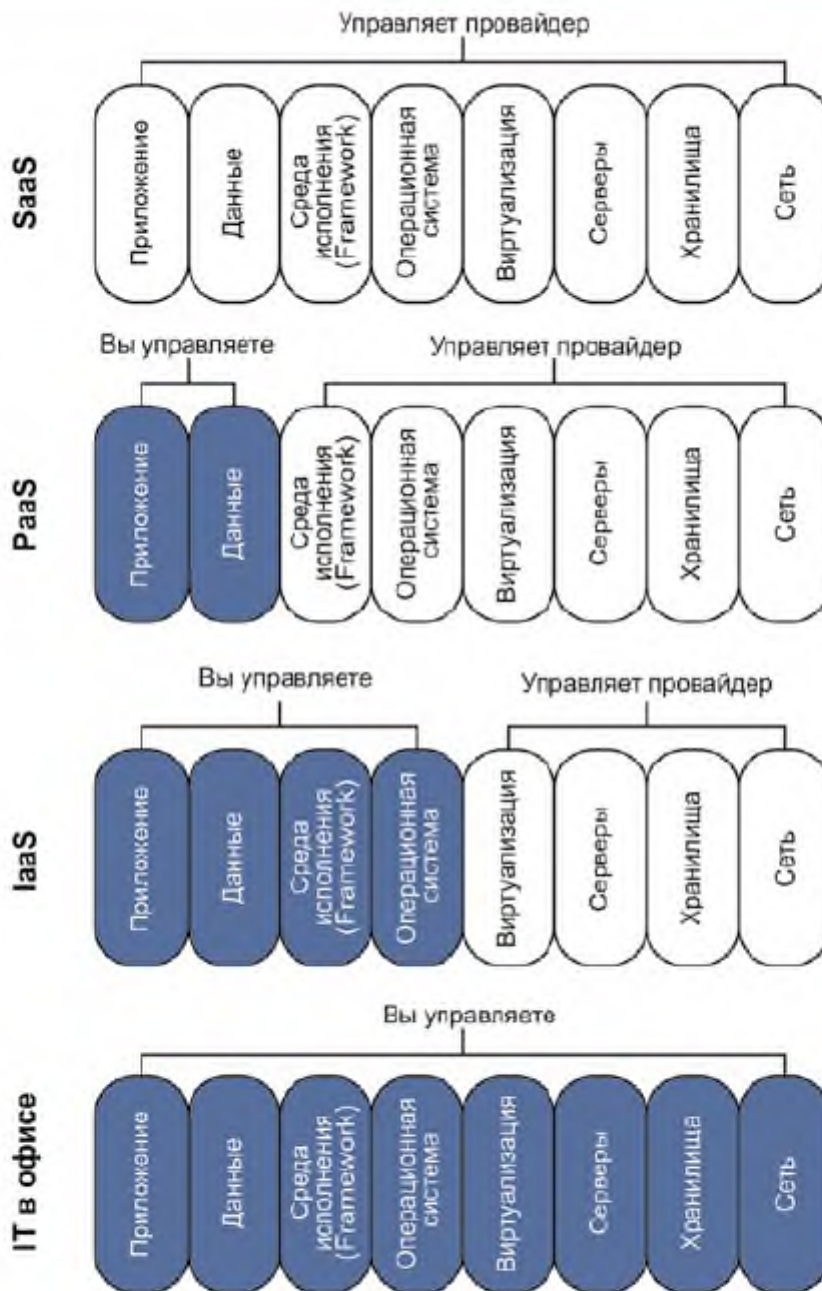 SaaS
Управляет провайдер
Приложение
Данные
Среда
исполнения
(Framework)
Операционная
система
Виртуализация
Серверы
Хранилища
Сеть
PaaS
Вы управляете
Управляет провайдер
Приложение
Данные
Среда
исполнения
(Framework)
Операционная
система
Виртуализация
Серверы
Хранилища
Сеть
IaaS
Вы управляете
Управляет провайдер
Приложение
Данные
Среда
исполнения
(Framework)
Операционная
система
Виртуализация
Серверы
Хранилища
Сеть
IT в офисе
Вы управляете
Приложение
Данные
Среда
исполнения
(Framework)
Операционная
система
Виртуализация
Серверы
Хранилища
Сеть